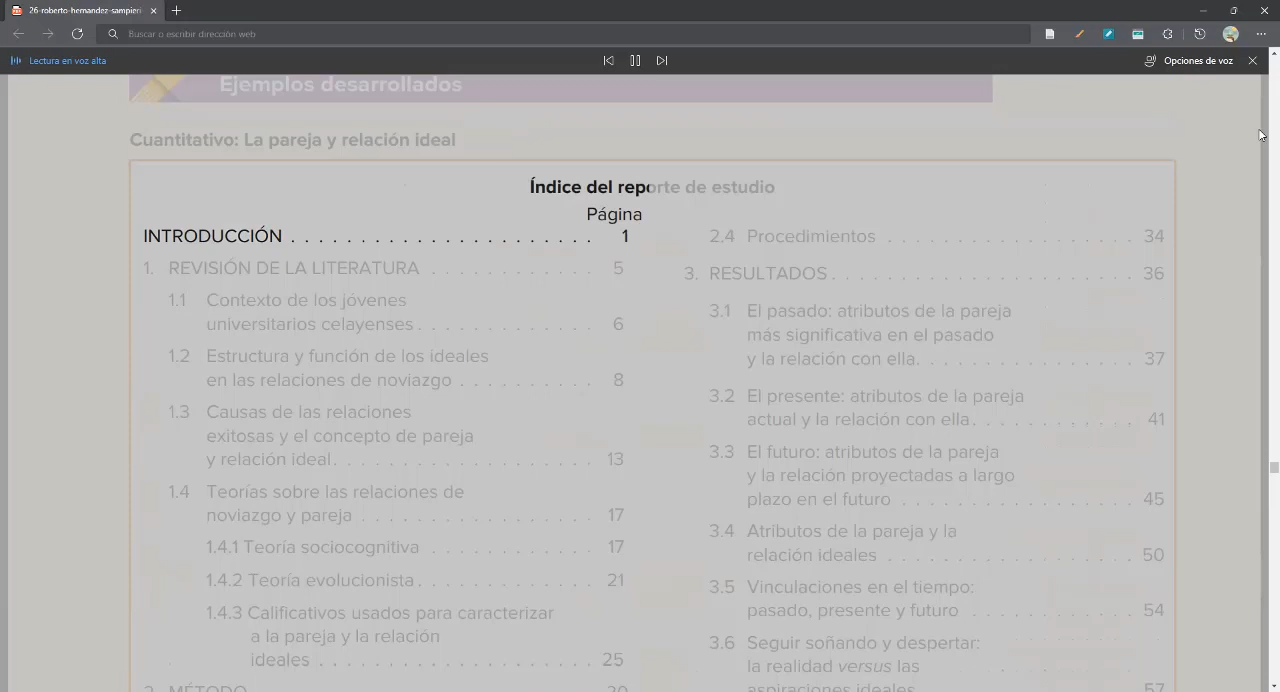 26-roberto-hernandez-sampieri
Buscar o escribir dirección web
Lectura en voz alta
Opciones de voz
Ejemplos desarrollados
Cuantitativo: La pareja y relación ideal
Índice del reporte de estudio
Página
INTRODUCCIÓN . . . . . . . . . . . . . . . . . . . . . . 1
1. REVISIÓN DE LA LITERATURA . . . . . . . . . . . . 5
1.1 Contexto de los jóvenes
universitarios celayenses . . . . . . . . . . . . . 6
1.2 Estructura y función de los ideales
en las relaciones de noviazgo . . . . . . . . . . 8
1.3 Causas de las relaciones
exitosas y el concepto de pareja
y relación ideal. . . . . . . . . . . . . . . . . . . 13
1.4 Teorías sobre las relaciones de
noviazgo y pareja . . . . . . . . . . . . . . . . . 17
1.4.1 Teoría sociocognitiva . . . . . . . . . . . . 17
1.4.2 Teoría evolucionista . . . . . . . . . . . . . 21
1.4.3 Calificativos usados para caracterizar
a la pareja y la relación
ideales . . . . . . . . . . . . . . . . . . . . 25
2. MÉTODO 30
2.4 Procedimientos . . . . . . . . . . . . . . . . . . 34
3. RESULTADOS . . . . . . . . . . . . . . . . . . . . . . 36
3.1 El pasado: atributos de la pareja
más significativa en el pasado
y la relación con ella. . . . . . . . . . . . . . . . 37
3.2 El presente: atributos de la pareja
actual y la relación con ella. . . . . . . . . . . . 41
3.3 El futuro: atributos de la pareja
y la relación proyectadas a largo
plazo en el futuro . . . . . . . . . . . . . . . . . 45
3.4 Atributos de la pareja y la
relación ideales . . . . . . . . . . . . . . . . . . 50
3.5 Vinculaciones en el tiempo:
pasado, presente y futuro . . . . . . . . . . . . 54
3.6 Seguir soñando y despertar:
la realidad versus las
aspiraciones ideales 57